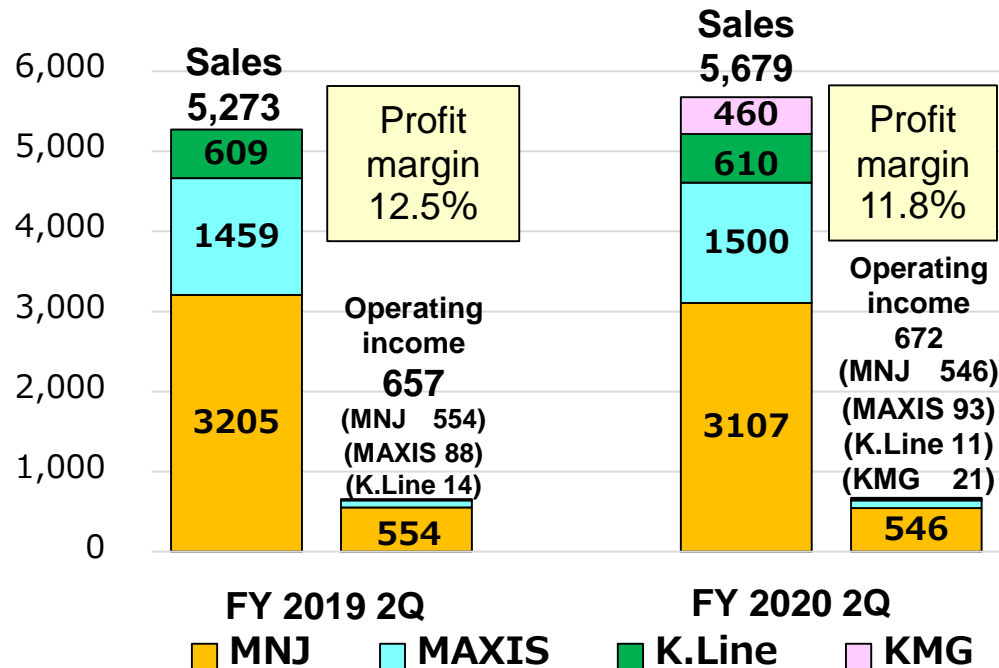 6,000
5,000
4,000
3,000
2,000
1,000
0
Sales
5,273
609
1459
3205
Profit
margin
12.5%
Operating
income
657
(MNJ 554)
(MAXIS 88)
(K.Line 14)
554
Sales
5,679
460
610
1500
3107
Profit
margin
11.8%
Operating
income
672
(MNJ 546)
(MAXIS 93)
(K.Line 11)
(KMG 21)
546
FY 2019 2Q
FY 2020 2Q
MNJ MAXIS K.Line KMG